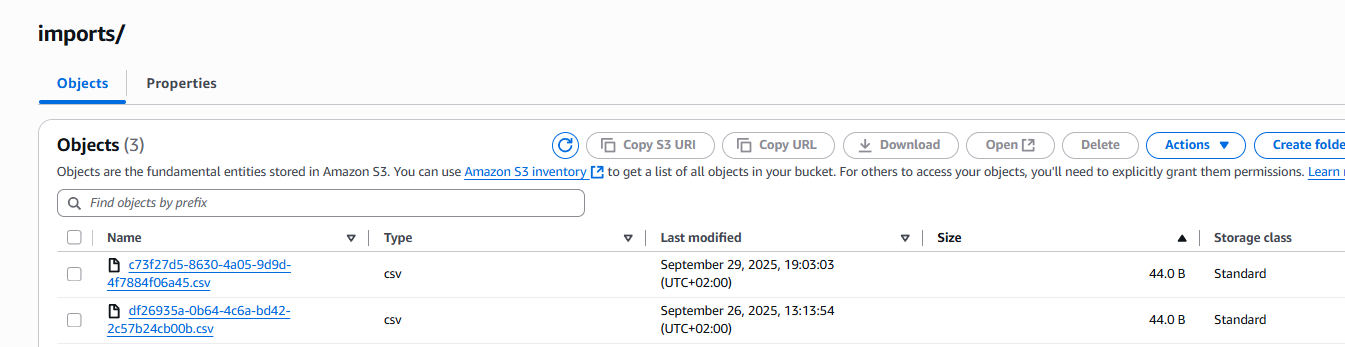 imports/
Objects Properties
Objects (3) Copy S3 URI Copy URL Download Open Delete Actions Create folde
Objects are the fundamental entities stored in Amazon S3. You can use Amazon S3 inventory to get a list of all objects in your bucket. For others to access your objects, you'll need to explicitly grant them permissions. Learn
Find objects by prefix
Name Type Last modified Size Storage class
c73f27d5-8630-4a05-9d9d- csv September 29, 2025, 19:03:03 44.0 B Standard
4f7884f06a45.csv (UTC+02:00)
df26935a-0b64-4c6a-bd42- csv September 26, 2025, 13:13:54 44.0 B Standard
2c57b24cb00b.csv (UTC+02:00)